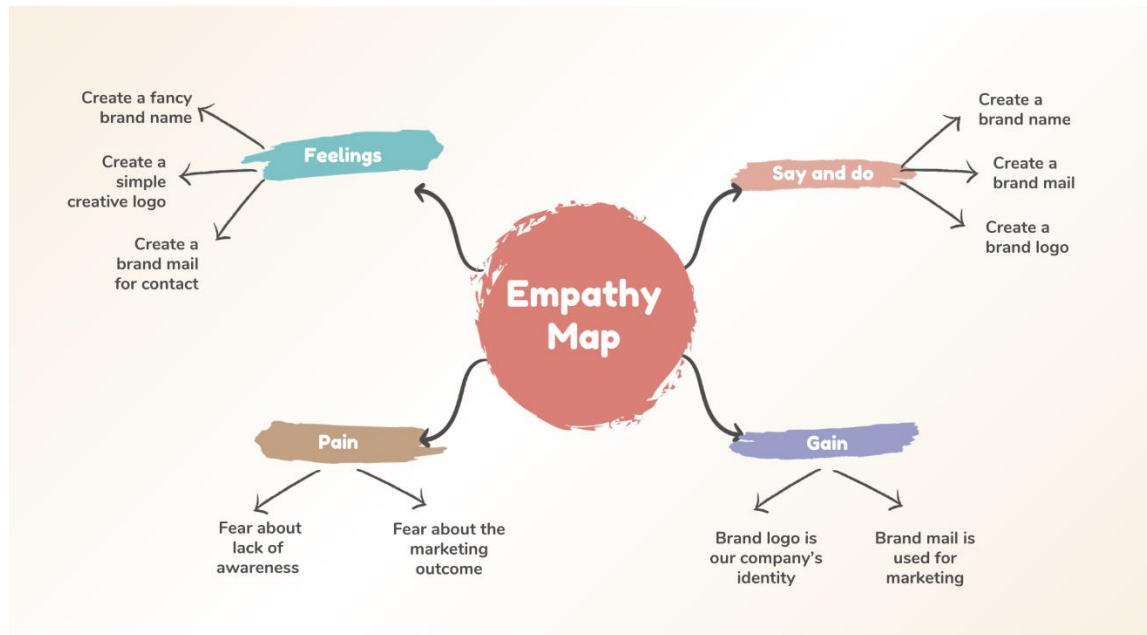 Create a fancy
brand name
Feelings
Create a
simple
creative logo
Create a
brand mail
for contact
Say and do
Create a
brand name
Create a
brand mail
Create a
brand logo
Empathy
Map
Pain
Fear about
lack of
awareness
Fear about the
marketing
outcome
Gain
Brand logo is
our company's
identity
Brand mail is
used for
marketing